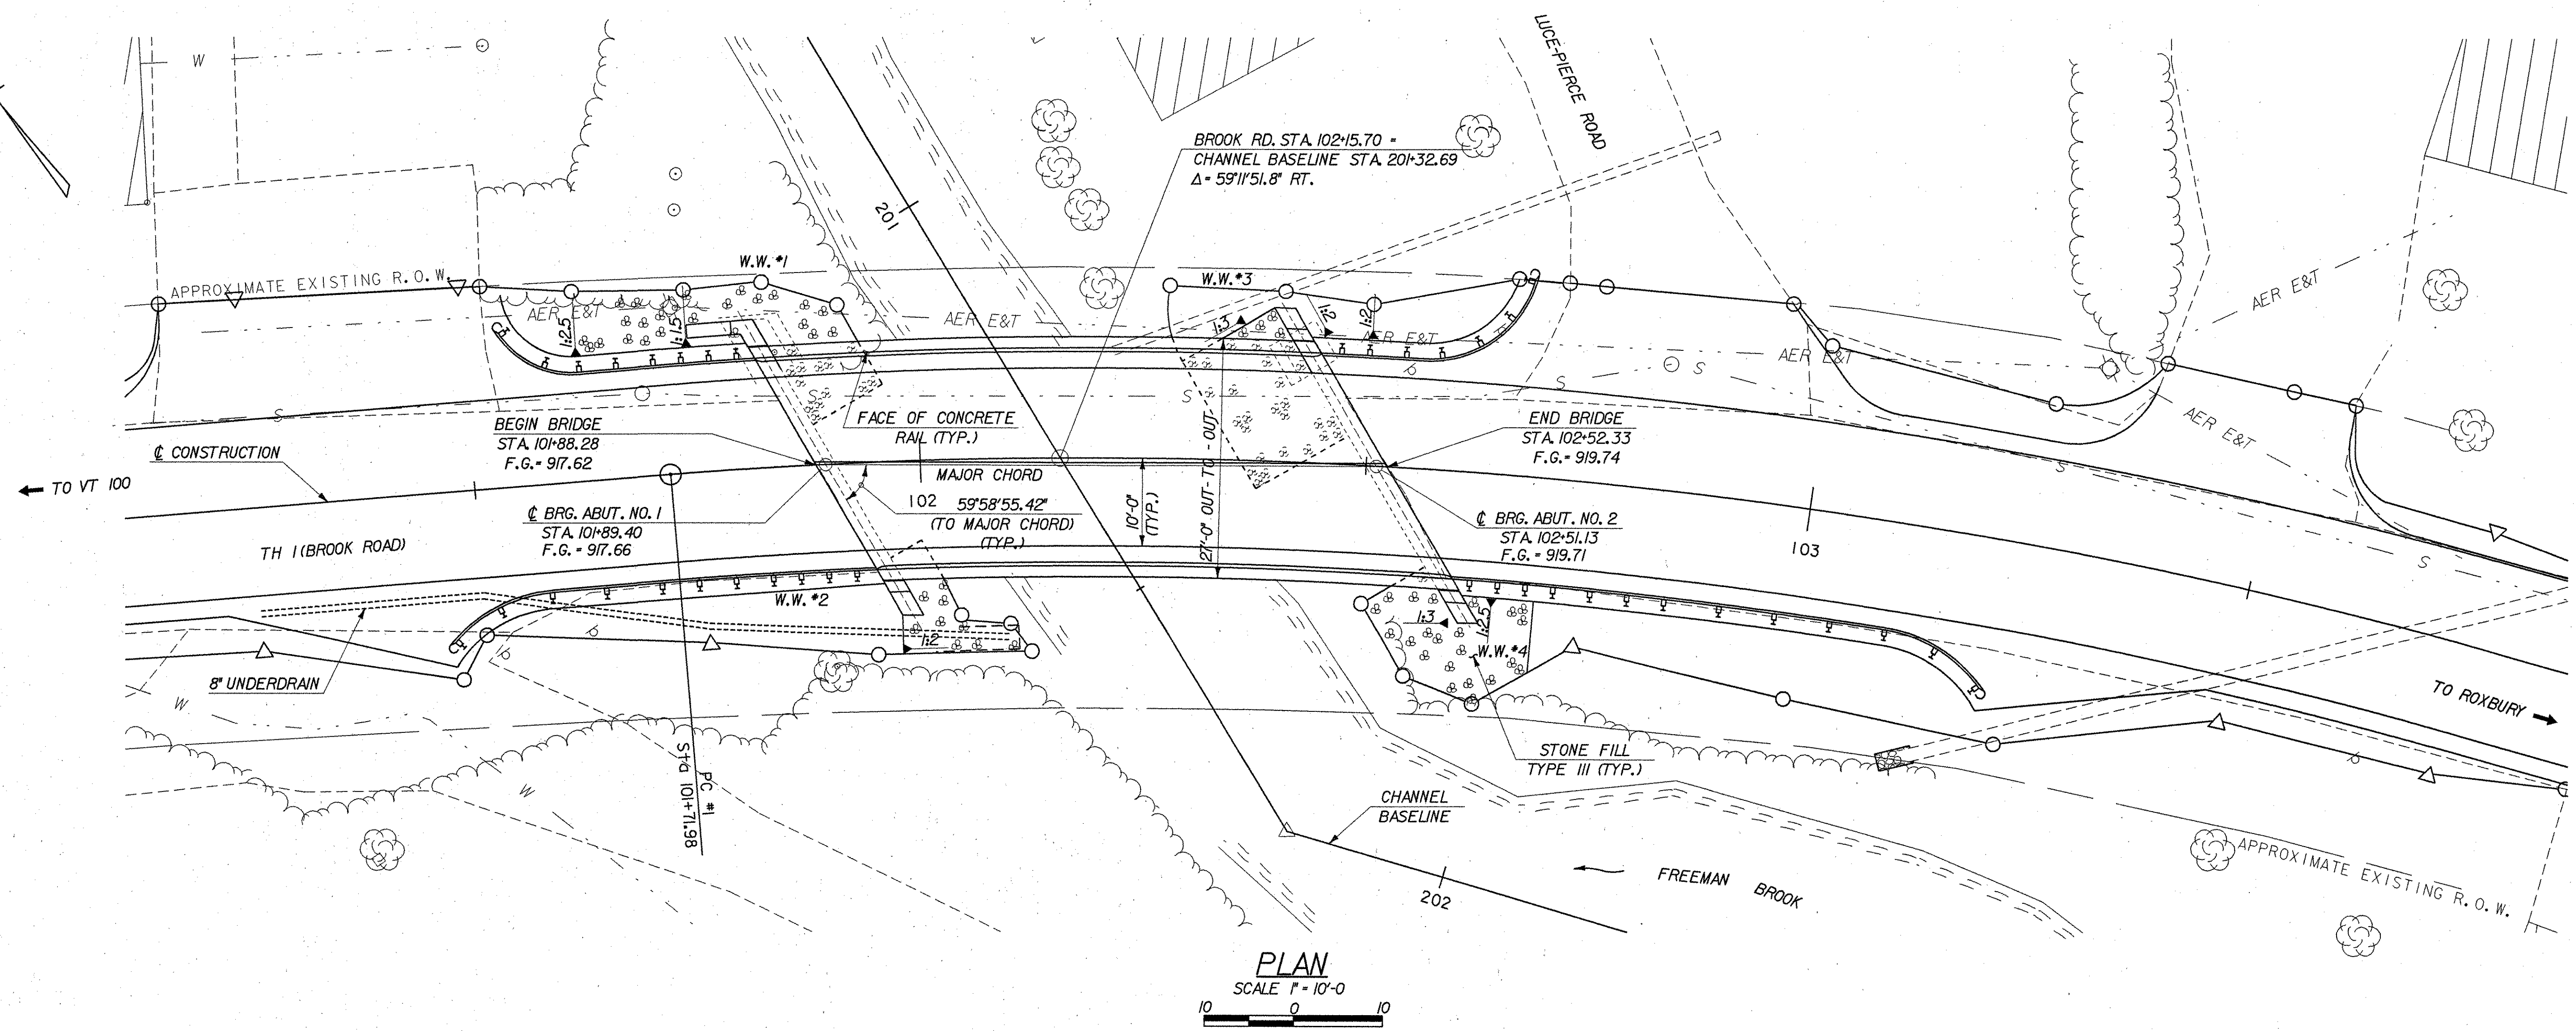 LUCE-PIERCE ROAD
W
BROOK RD. STA. 102+15.70 =
CHANNEL BASELINE STA. 201+32.69
Δ= 59°11'51.8" RT.
201
W.W. #1
W.W. #3
APPROXIMATE EXISTING R.O.W.
AER E&T
AER E&T
AER E&T
AER E&T
AER E&T
AER E&T
1:2.5
1:1.5
1:3
1:2
1:2
S
S
S
S
S
S
S
S
BEGIN BRIDGE
STA. 101+88.28
F.G.= 917.62
FACE OF CONCRETE
RAIL (TYP.)
END BRIDGE
STA. 102+52.33
F.G.= 919.74
℄ CONSTRUCTION
MAJOR CHORD
TO VT 100
102
59°58'55.42"
(TO MAJOR CHORD)
(TYP.)
10'-0"
(TYP.)
27'-0" OUT-TO-OUT
℄ BRG. ABUT. NO. 1
STA. 101+89.40
F.G. = 917.66
℄ BRG. ABUT. NO. 2
STA. 102+51.13
F.G. = 919.71
103
TH 1 (BROOK ROAD)
W.W. #2
1:2
1:3
1:2.5
W.W. #4
8" UNDERDRAIN
W
W
TO ROXBURY
PC #1
Sta 101+71.98
STONE FILL
TYPE III (TYP.)
CHANNEL
BASELINE
202
FREEMAN BROOK
APPROXIMATE EXISTING R.O.W.
PLAN
SCALE 1" = 10'-0
10 0 10